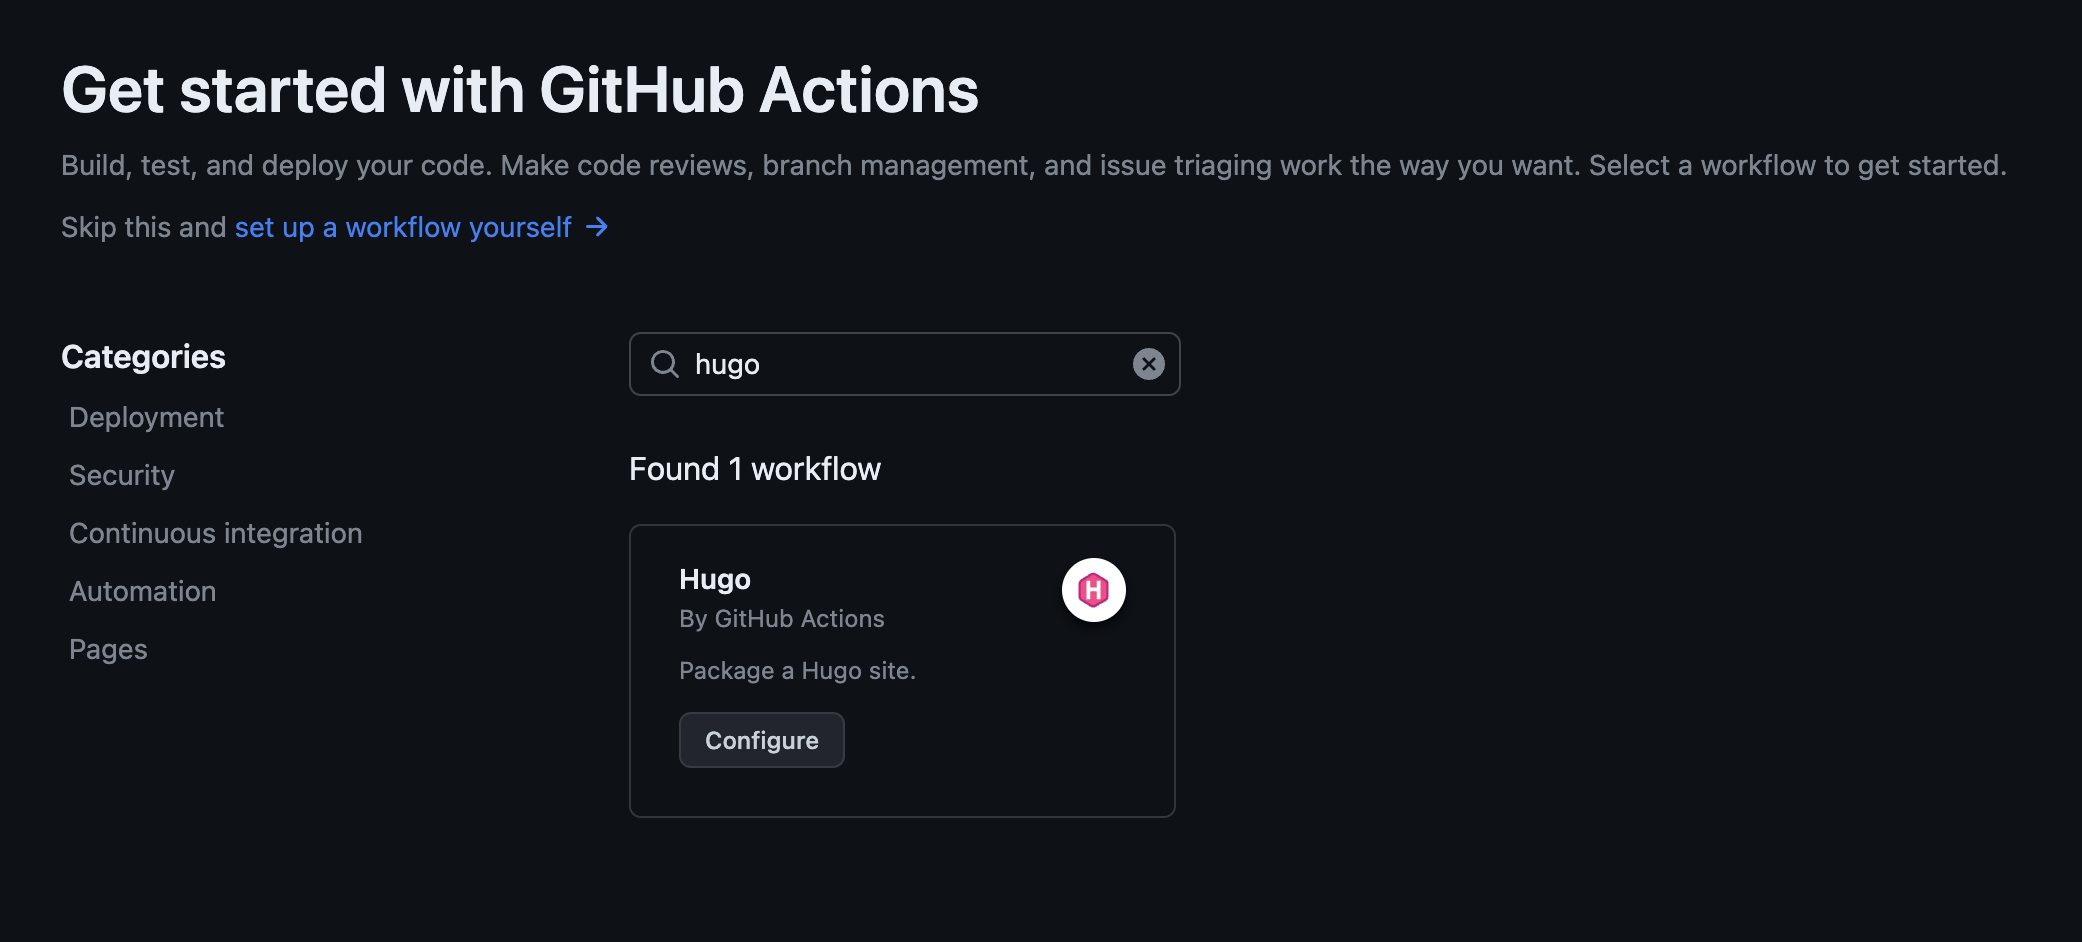 Get started with GitHub Actions
Build, test, and deploy your code. Make code reviews, branch management, and issue triaging work the way you want. Select a workflow to get started.
Skip this and set up a workflow yourself →
Categories
Deployment
Security
Continuous integration
Automation
Pages
hugo
Found 1 workflow
Hugo
H
By GitHub Actions
Package a Hugo site.
Configure